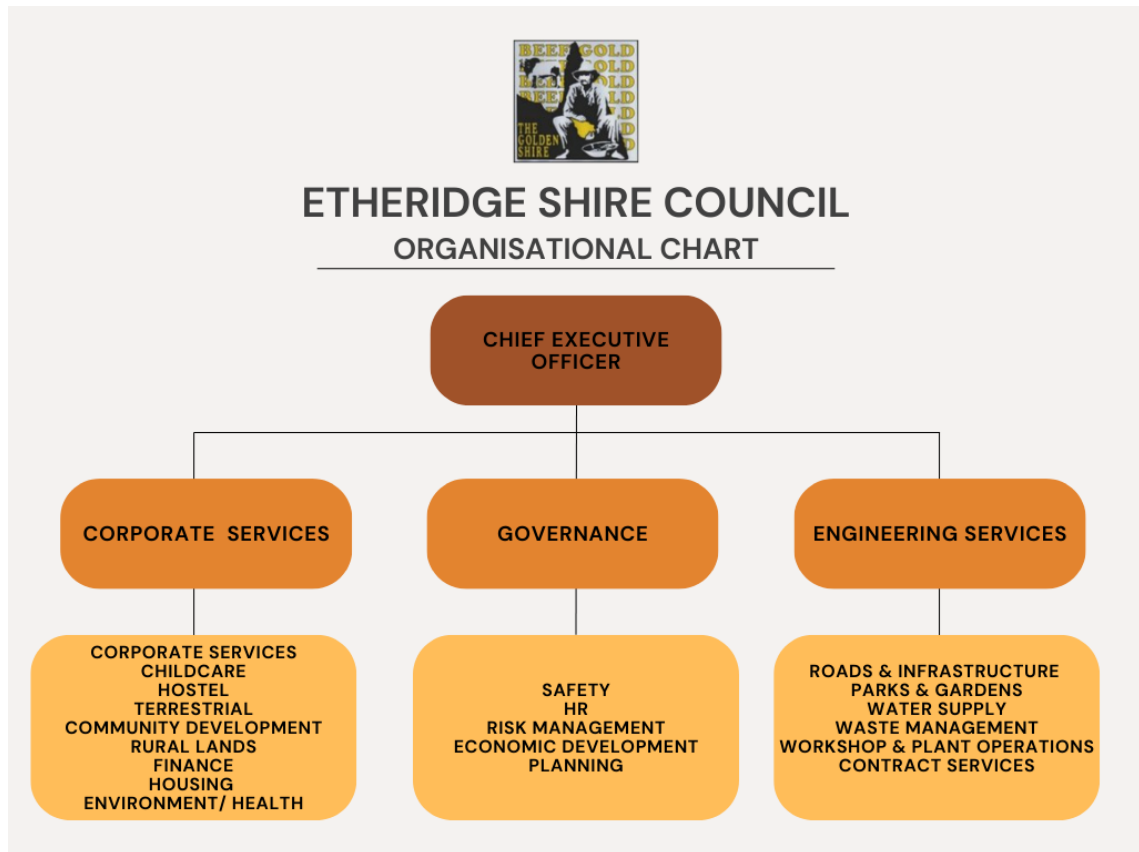 BEEF GOLD
THE
GOLDEN
SHIRE
ETHERIDGE SHIRE COUNCIL
ORGANISATIONAL CHART
CHIEF EXECUTIVE
OFFICER
CORPORATE SERVICES
GOVERNANCE
ENGINEERING SERVICES
CORPORATE SERVICES
CHILDCARE
HOSTEL
TERRESTRIAL
COMMUNITY DEVELOPMENT
RURAL LANDS
FINANCE
HOUSING
ENVIRONMENT/ HEALTH
SAFETY
HR
RISK MANAGEMENT
ECONOMIC DEVELOPMENT
PLANNING
ROADS & INFRASTRUCTURE
PARKS & GARDENS
WATER SUPPLY
WASTE MANAGEMENT
WORKSHOP & PLANT OPERATIONS
CONTRACT SERVICES